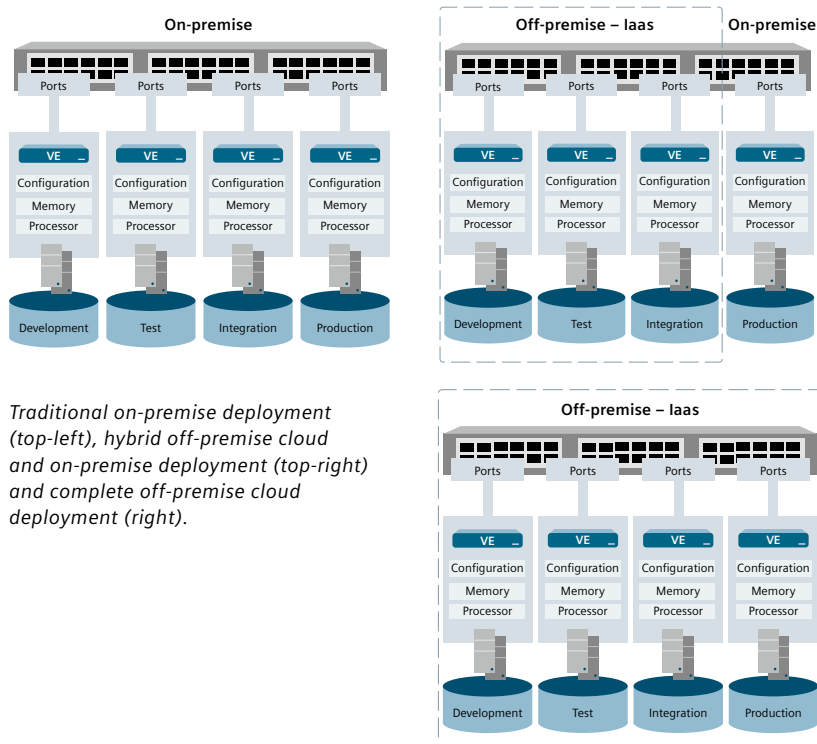 On-premise
Ports Ports Ports Ports
VE VE VE VE
Configuration Configuration Configuration Configuration
Memory Memory Memory Memory
Processor Processor Processor Processor
Development Test Integration Production
Off-premise – Iaas On-premise
Ports Ports Ports Ports
VE VE VE VE
Configuration Configuration Configuration Configuration
Memory Memory Memory Memory
Processor Processor Processor Processor
Development Test Integration Production
Traditional on-premise deployment
(top-left), hybrid off-premise cloud
and on-premise deployment (top-right)
and complete off-premise cloud
deployment (right).
Off-premise – Iaas
Ports Ports Ports Ports
VE VE VE VE
Configuration Configuration Configuration Configuration
Memory Memory Memory Memory
Processor Processor Processor Processor
Development Test Integration Production